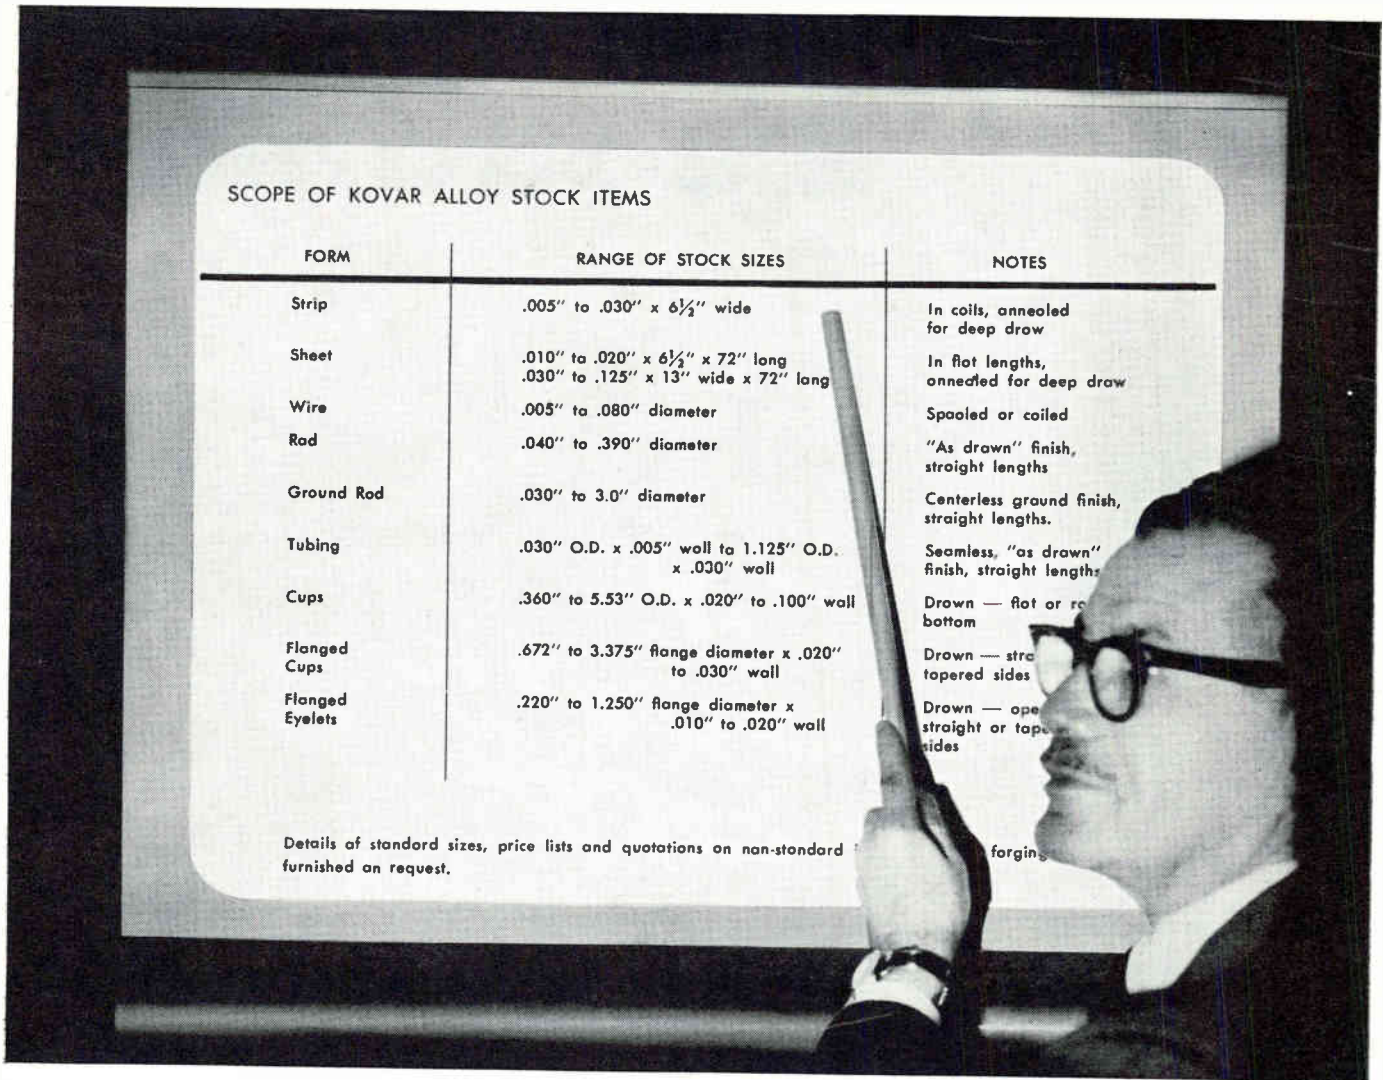 SCOPE OF KOVAR ALLOY STOCK ITEMS
FORM RANGE OF STOCK SIZES NOTES
Strip .005" to .030" x 6½" wide In coils, annealed
for deep draw
Sheet .010" to .020" x 6½" x 72" long In flat lengths,
.030" to .125" x 13" wide x 72" long annealed for deep draw
Wire .005" to .080" diameter Spooled or coiled
Rod .040" to .390" diameter "As drawn" finish,
straight lengths
Ground Rod .030" to 3.0" diameter Centerless ground finish,
straight lengths.
Tubing .030" O.D. x .005" wall to 1.125" O.D. Seamless, "as drawn"
x .030" wall finish, straight lengths
Cups .360" to 5.53" O.D. x .020" to .100" wall Drawn — flat or
bottom
Flanged .672" to 3.375" flange diameter x .020" Drawn —
Cups to .030" wall tapered sides
Flanged .220" to 1.250" flange diameter x Drawn —
Eyelets .010" to .020" wall straight or
sides
Details of standard sizes, price lists and quotations on non-standard
furnished on request.